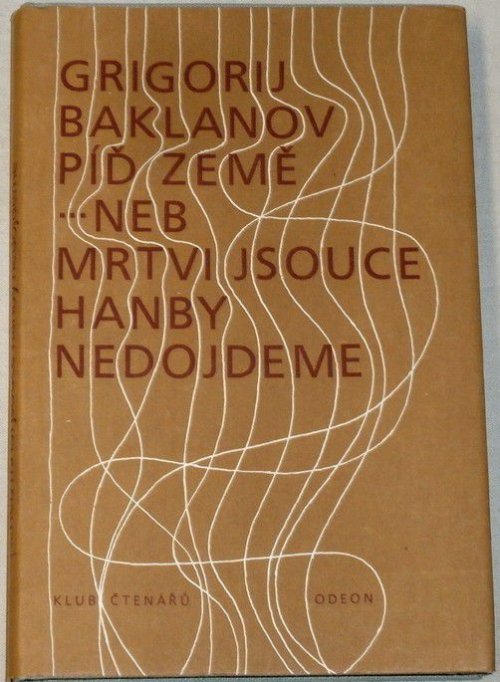 GRIGORIJ
BAKLANOV
PÍĎ ZEMĚ
...NEB
MRTVI JSOUCE
HANBY
NEDOJDEME
KLUB ČTENÁŘŮ ODEON